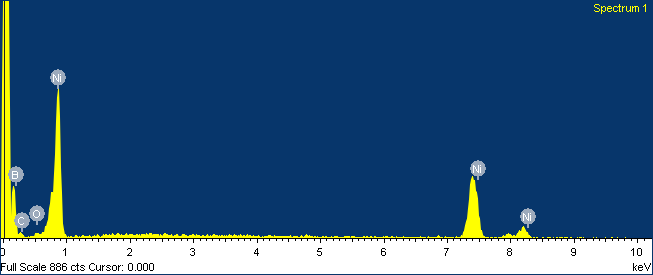 Spectrum 1
Ni
B
C
O
Ni
Ni
0 1 2 3 4 5 6 7 8 9 10
Full Scale 886 cts Cursor: 0.000 keV